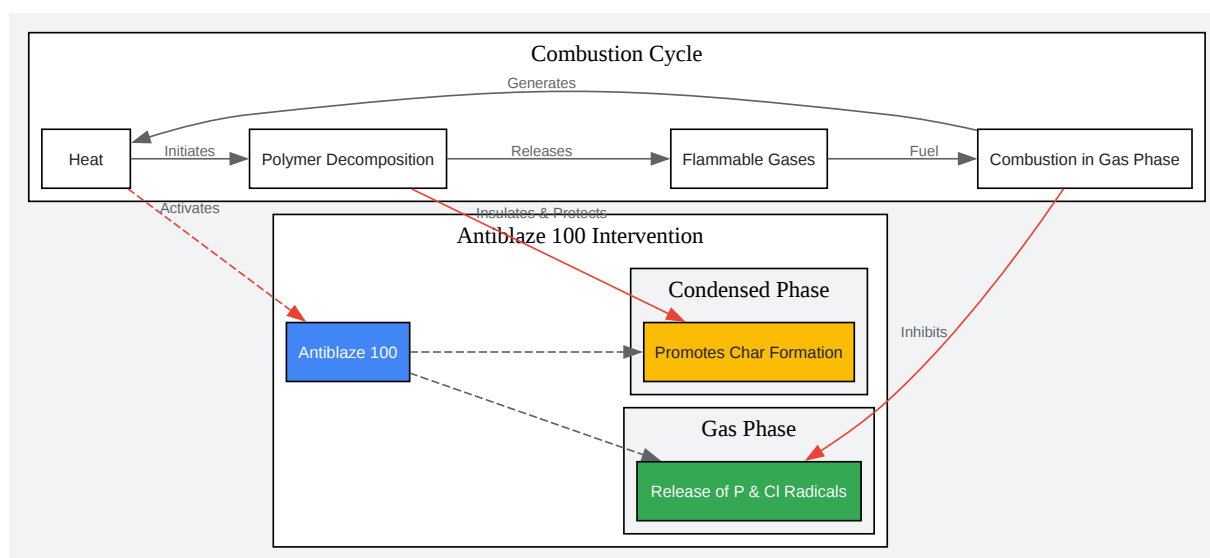 Combustion Cycle
Generates
Heat
Initiates
Polymer Decomposition
Releases
Flammable Gases
Fuel
Combustion in Gas Phase
Activates
Insulates & Protects
Antiblaze 100 Intervention
Condensed Phase
Inhibits
Antiblaze 100
Promotes Char Formation
Gas Phase
Release of P & Cl Radicals